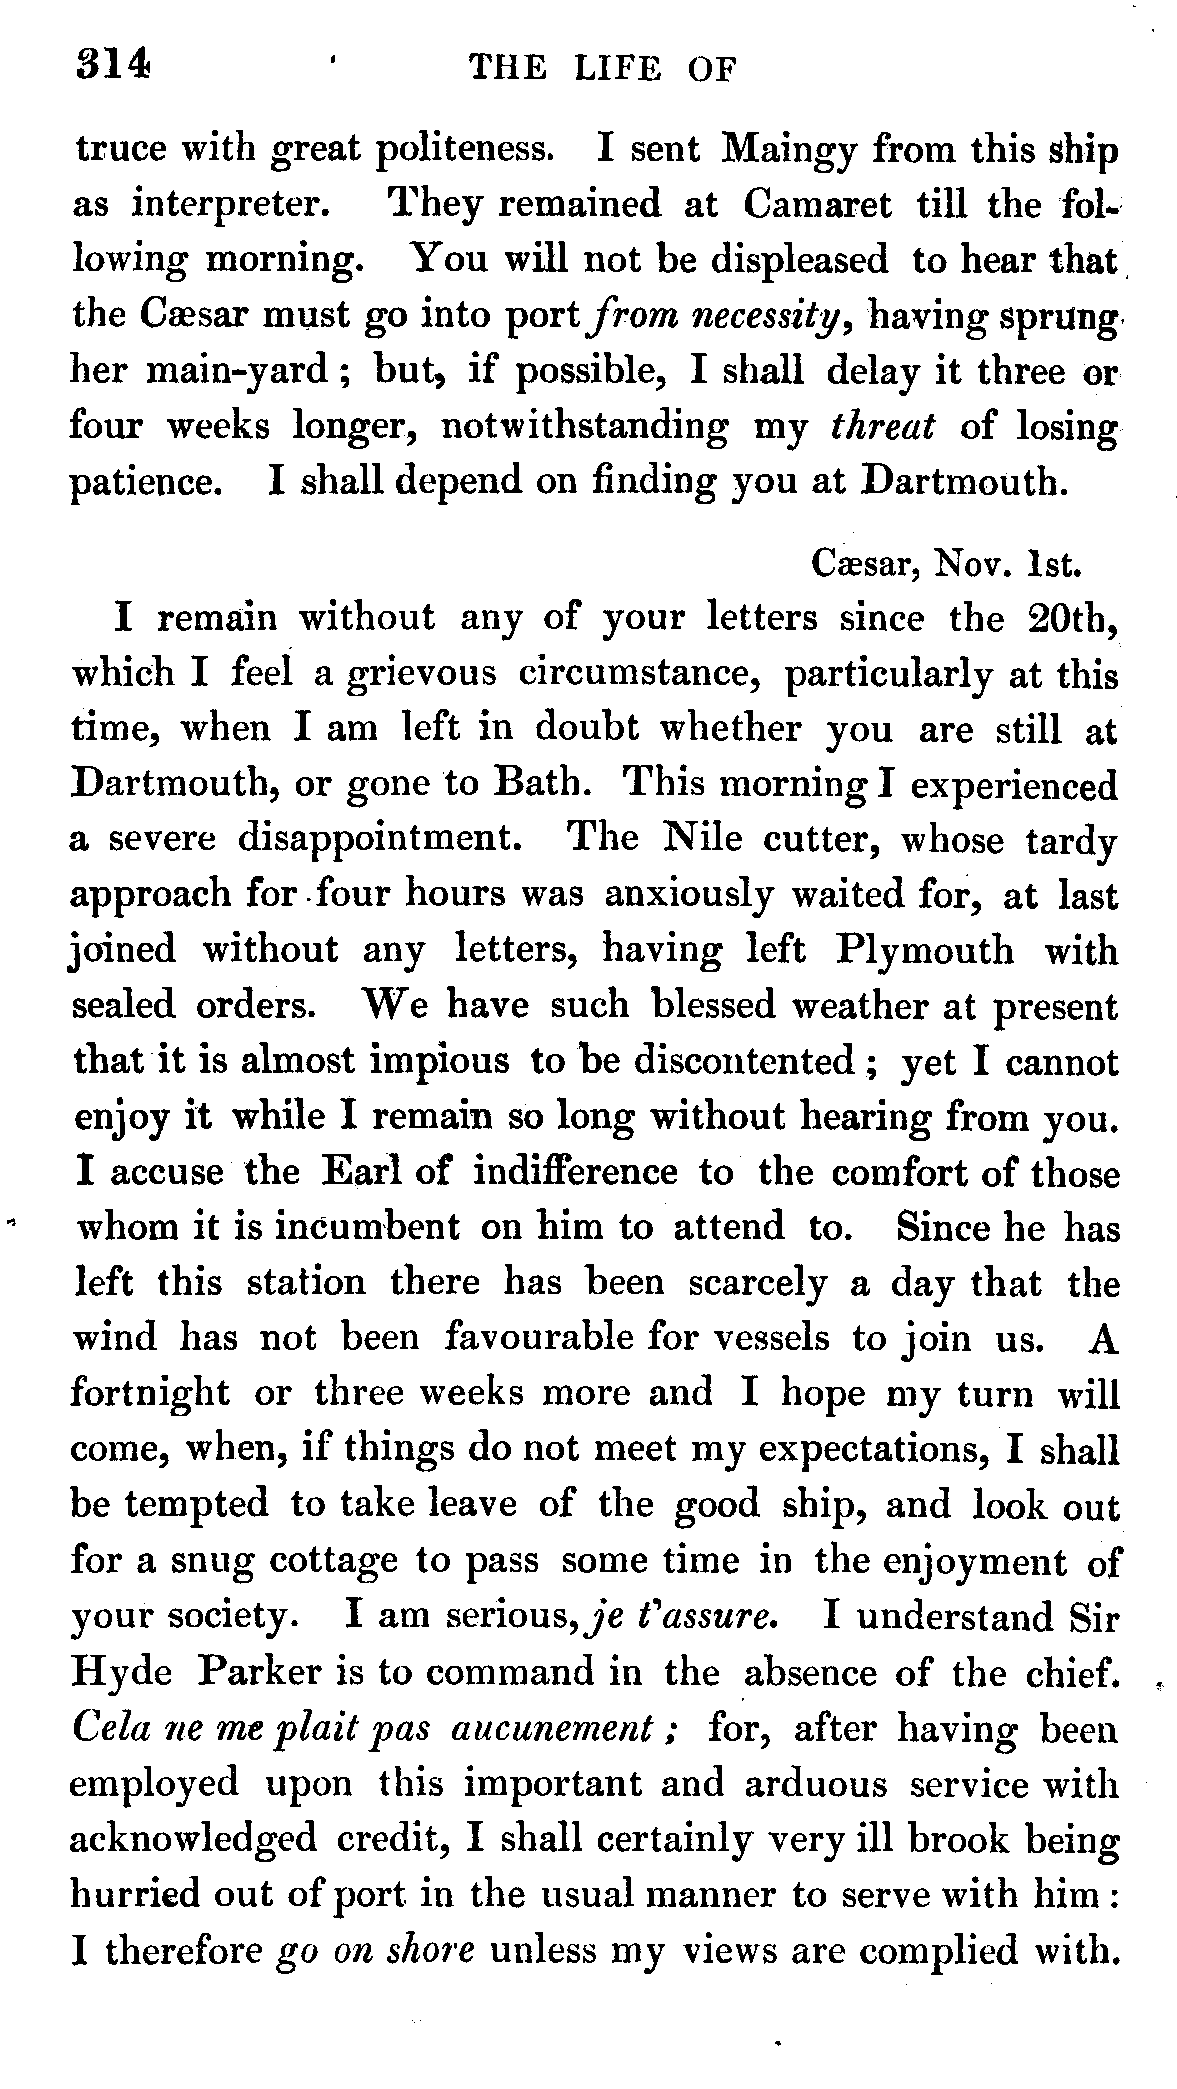 314 THE LIFE OF
truce with great politeness. I sent Maingy from this ship
as interpreter. They remained at Camaret till the fol-
lowing morning. You will not be displeased to hear that
the Cæsar must go into port from necessity, having sprung
her main-yard ; but, if possible, I shall delay it three or
four weeks longer, notwithstanding my threat of losing
patience. I shall depend on finding you at Dartmouth.
Cæsar, Nov. 1st.
I remain without any of your letters since the 20th,
which I feel a grievous circumstance, particularly at this
time, when I am left in doubt whether you are still at
Dartmouth, or gone to Bath. This morning I experienced
a severe disappointment. The Nile cutter, whose tardy
approach for four hours was anxiously waited for, at last
joined without any letters, having left Plymouth with
sealed orders. We have such blessed weather at present
that it is almost impious to be discontented ; yet I cannot
enjoy it while I remain so long without hearing from you.
I accuse the Earl of indifference to the comfort of those
whom it is incumbent on him to attend to. Since he has
left this station there has been scarcely a day that the
wind has not been favourable for vessels to join us. A
fortnight or three weeks more and I hope my turn will
come, when, if things do not meet my expectations, I shall
be tempted to take leave of the good ship, and look out
for a snug cottage to pass some time in the enjoyment of
your society. I am serious, je t'assure. I understand Sir
Hyde Parker is to command in the absence of the chief.
Cela ne me plait pas aucunement ; for, after having been
employed upon this important and arduous service with
acknowledged credit, I shall certainly very ill brook being
hurried out of port in the usual manner to serve with him :
I therefore go on shore unless my views are complied with.